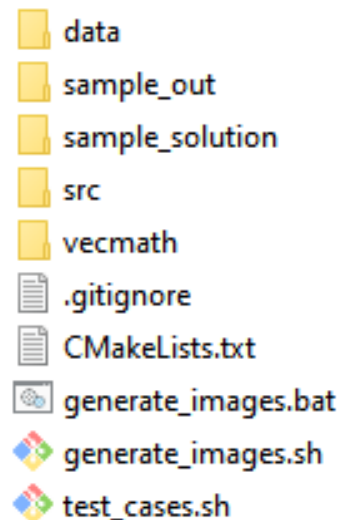 data
sample_out
sample_solution
src
vecmath
.gitignore
CMakeLists.txt
generate_images.bat
generate_images.sh
test_cases.sh